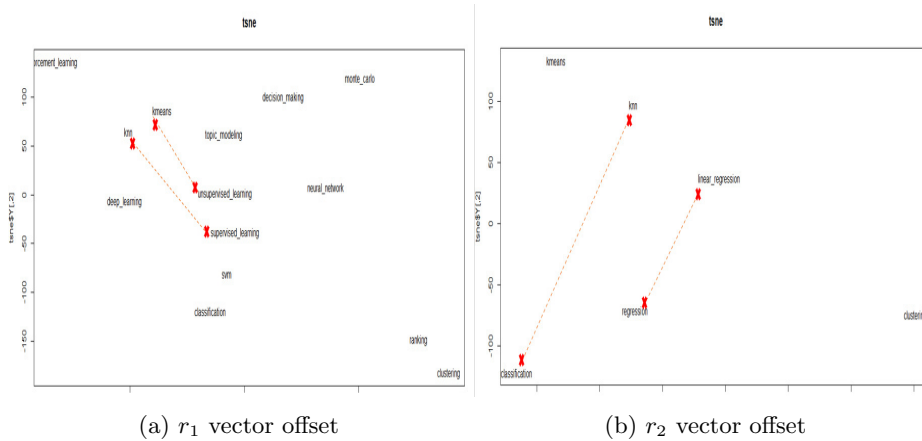 tsne
orcement_learning
monte_carlo
decision_making
kmeans
knn
topic_modeling
unsupervised_learning
neural_network
deep_learning
supervised_learning
svm
classification
ranking
clustering
tsne$Y[,2]
100
50
0
-50
-100
-150
(a) r₁ vector offset
tsne
kmeans
knn
linear_regression
regression
clustering
classification
tsne$Y[,2]
100
50
0
-50
-100
(b) r₂ vector offset